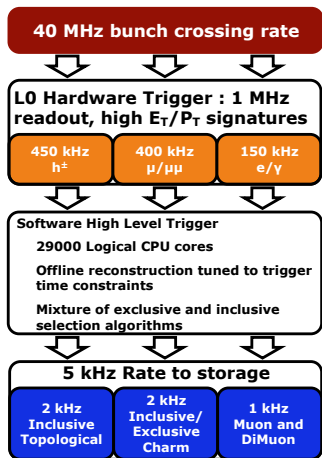 40 MHz bunch crossing rate
L0 Hardware Trigger : 1 MHz
readout, high E_T/P_T signatures
450 kHz
h±
400 kHz
μ/μμ
150 kHz
e/γ
Software High Level Trigger
29000 Logical CPU cores
Offline reconstruction tuned to trigger
time constraints
Mixture of exclusive and inclusive
selection algorithms
5 kHz Rate to storage
2 kHz
Inclusive
Topological
2 kHz
Inclusive/
Exclusive
Charm
1 kHz
Muon and
DiMuon